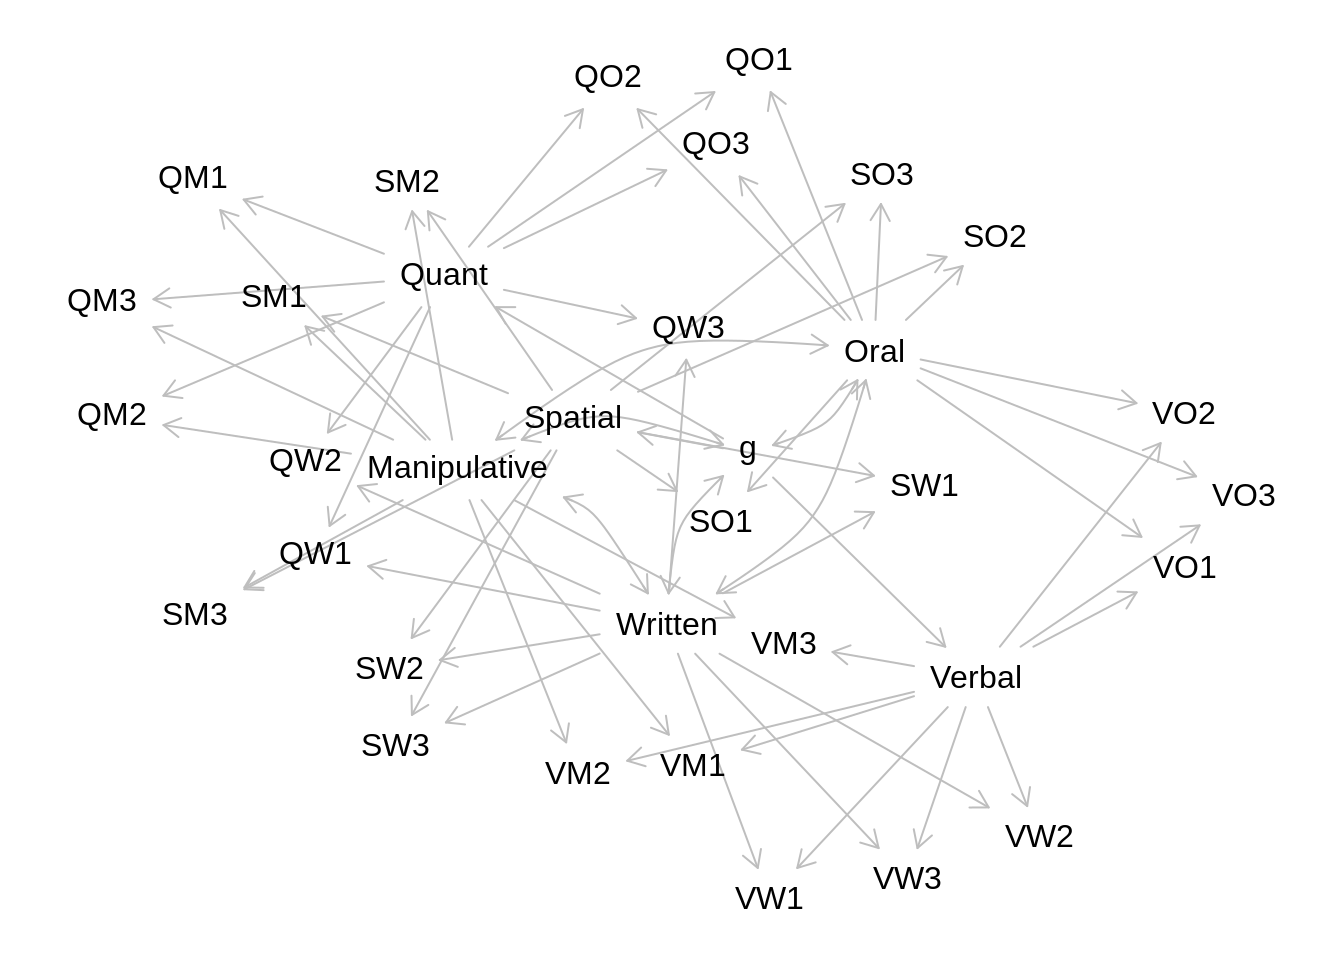 QO1
QO2
QO3
SO3
QM1
SM2
SO2
Quant
SM1
QM3
QW3
Oral
QM2
VO2
Spatial
g
QW2
Manipulative
SW1
VO3
SO1
QW1
VO1
SM3
Written
VM3
SW2
Verbal
SW3
VM2
VM1
VW2
VW3
VW1